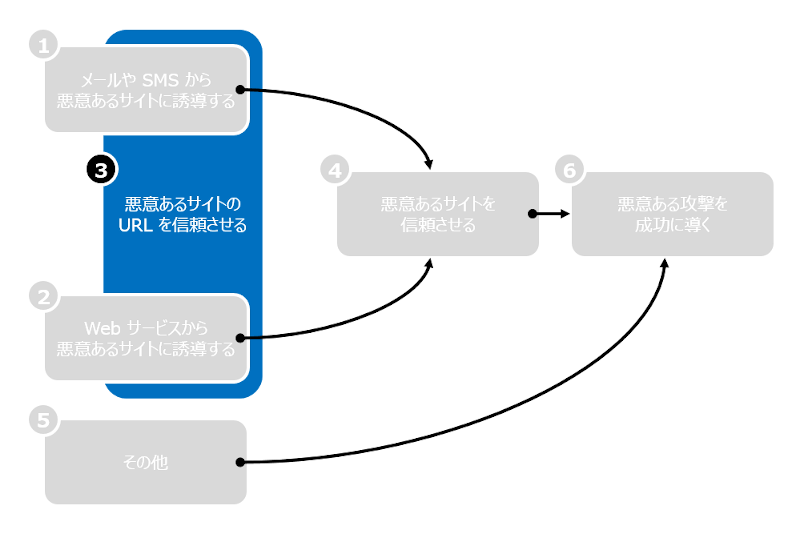 1
メールや SMS から
悪意あるサイトに誘導する
3
悪意あるサイトの
URL を信頼させる
2
Web サービスから
悪意あるサイトに誘導する
4
悪意あるサイトを
信頼させる
6
悪意ある攻撃を
成功に導く
5
その他